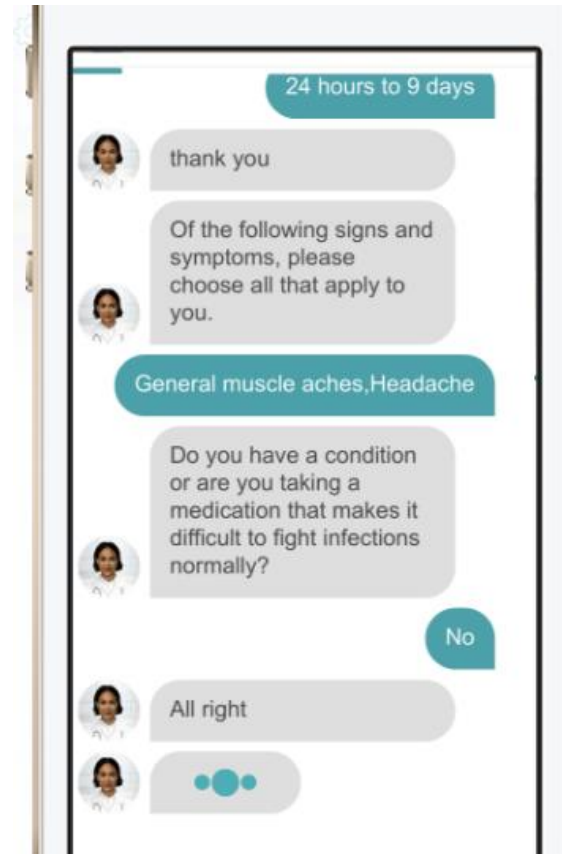 24 hours to 9 days
thank you
Of the following signs and
symptoms, please
choose all that apply to
you.
General muscle aches,Headache
Do you have a condition
or are you taking a
medication that makes it
difficult to fight infections
normally?
No
All right